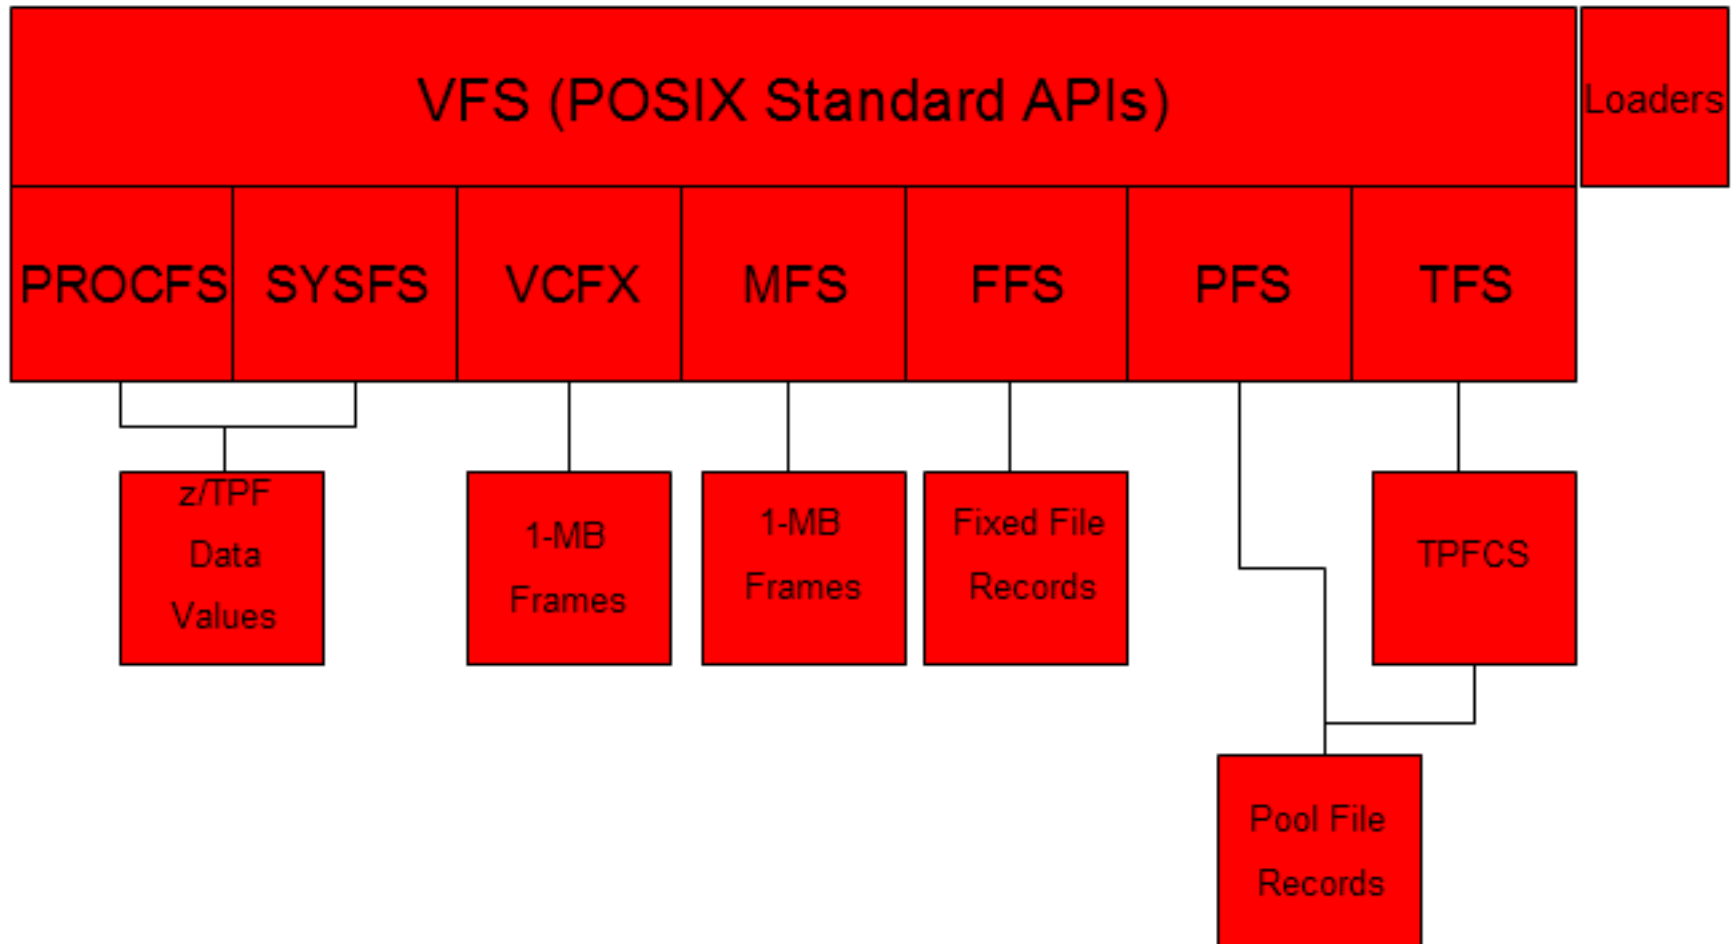 VFS (POSIX Standard APIs)
Loaders
PROCFS
SYSFS
VCFX
MFS
FFS
PFS
TFS
z/TPF
Data
Values
1-MB
Frames
1-MB
Frames
Fixed File
Records
TPFCS
Pool File
Records